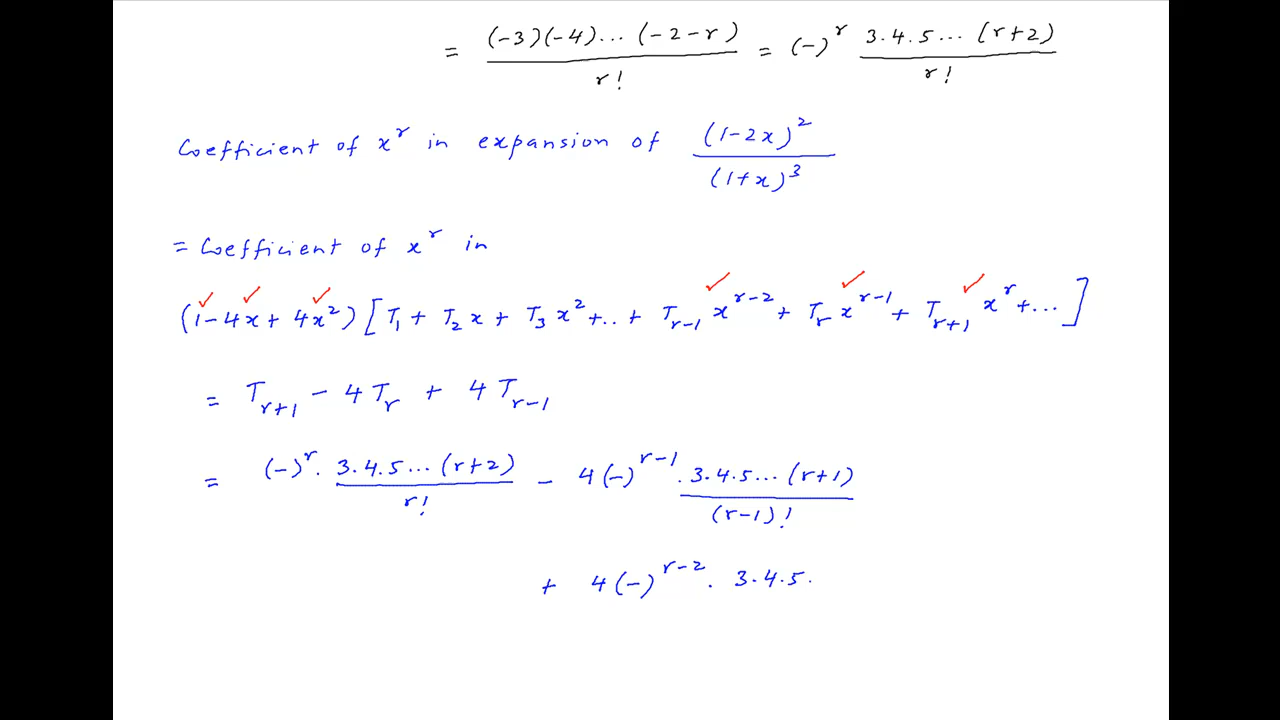 = (-3)(-4)... (-2-r) / r! = (-)^r 3.4.5... (r+2) / r!
Coefficient of x^r in expansion of (1-2x)^2 / (1+x)^3
= Coefficient of x^r in
(1-4x+4x^2) [T_1 + T_2 x + T_3 x^2 +.. + T_{r-1} x^{r-2} + T_r x^{r-1} + T_{r+1} x^r + ...]
= T_{r+1} - 4T_r + 4T_{r-1}
= (-)^r . 3.4.5... (r+2) / r! - 4(-)^{r-1} . 3.4.5... (r+1) / (r-1)!
+ 4(-)^{r-2} . 3.4.5.